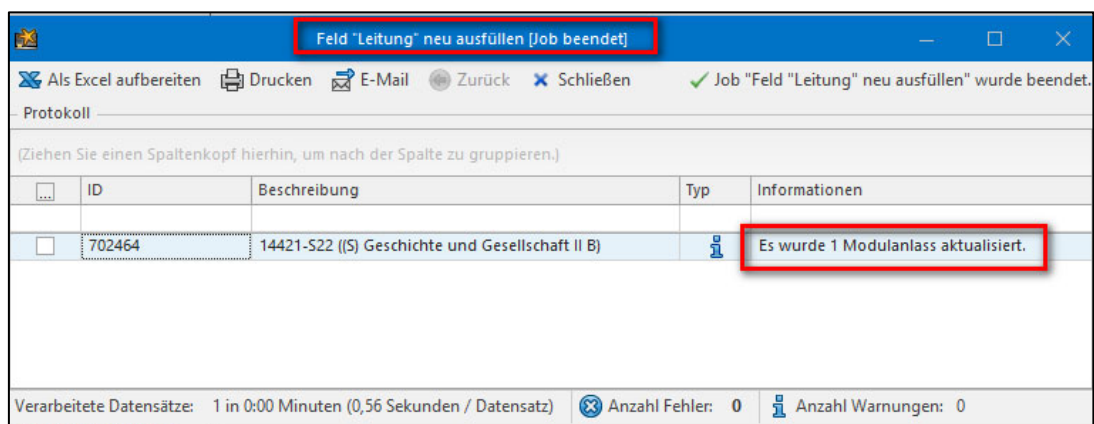 Feld "Leitung" neu ausfüllen [Job beendet]
Als Excel aufbereiten Drucken E-Mail Zurück Schließen Job "Feld "Leitung" neu ausfüllen" wurde beendet.
Protokoll
(Ziehen Sie einen Spaltenkopf hierhin, um nach der Spalte zu gruppieren.)
... ID Beschreibung Typ Informationen
702464 14421-S22 ((S) Geschichte und Gesellschaft II B) Es wurde 1 Modulanlass aktualisiert.
Verarbeitete Datensätze: 1 in 0:00 Minuten (0,56 Sekunden / Datensatz) Anzahl Fehler: 0 Anzahl Warnungen: 0